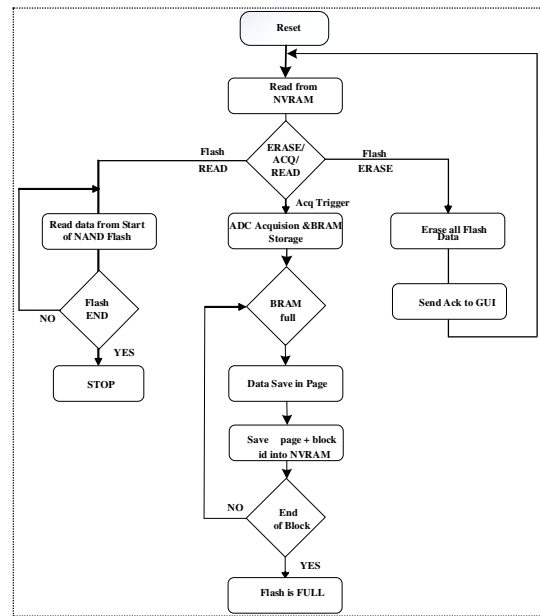 Reset
Read from
NVRAM
ERASE/
ACQ/
READ
Flash
READ
Flash
ERASE
Acq Trigger
Read data from Start
of NAND Flash
ADC Acquision &BRAM
Storage
Erase all Flash
Data
Flash
END
NO
YES
STOP
BRAM
full
Send Ack to GUI
Data Save in Page
Save page + block
id into NVRAM
End
of Block
NO
YES
Flash is FULL